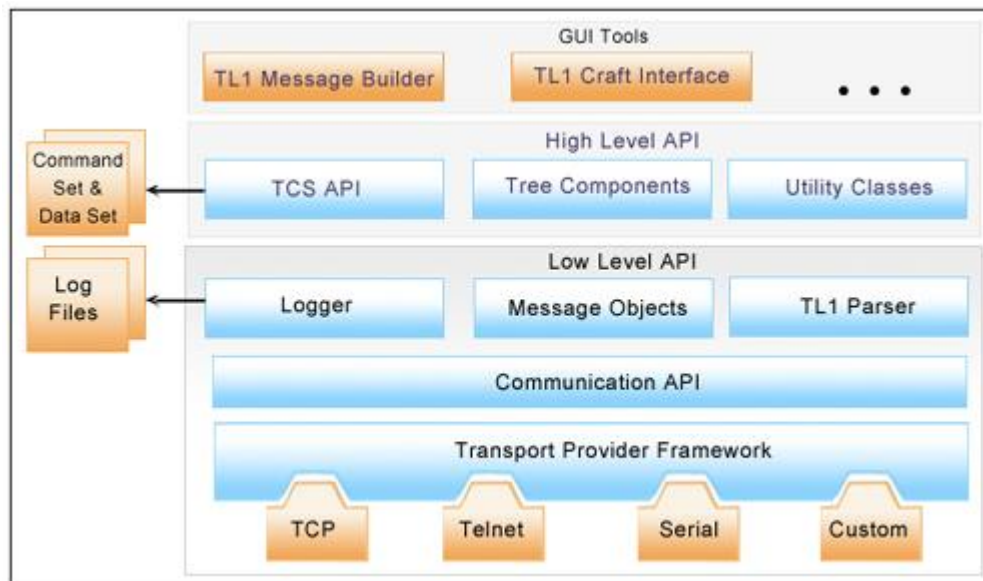 GUI Tools
TL1 Message Builder
TL1 Craft Interface
High Level API
Command
Set &
Data Set
TCS API
Tree Components
Utility Classes
Low Level API
Log
Files
Logger
Message Objects
TL1 Parser
Communication API
Transport Provider Framework
TCP
Telnet
Serial
Custom